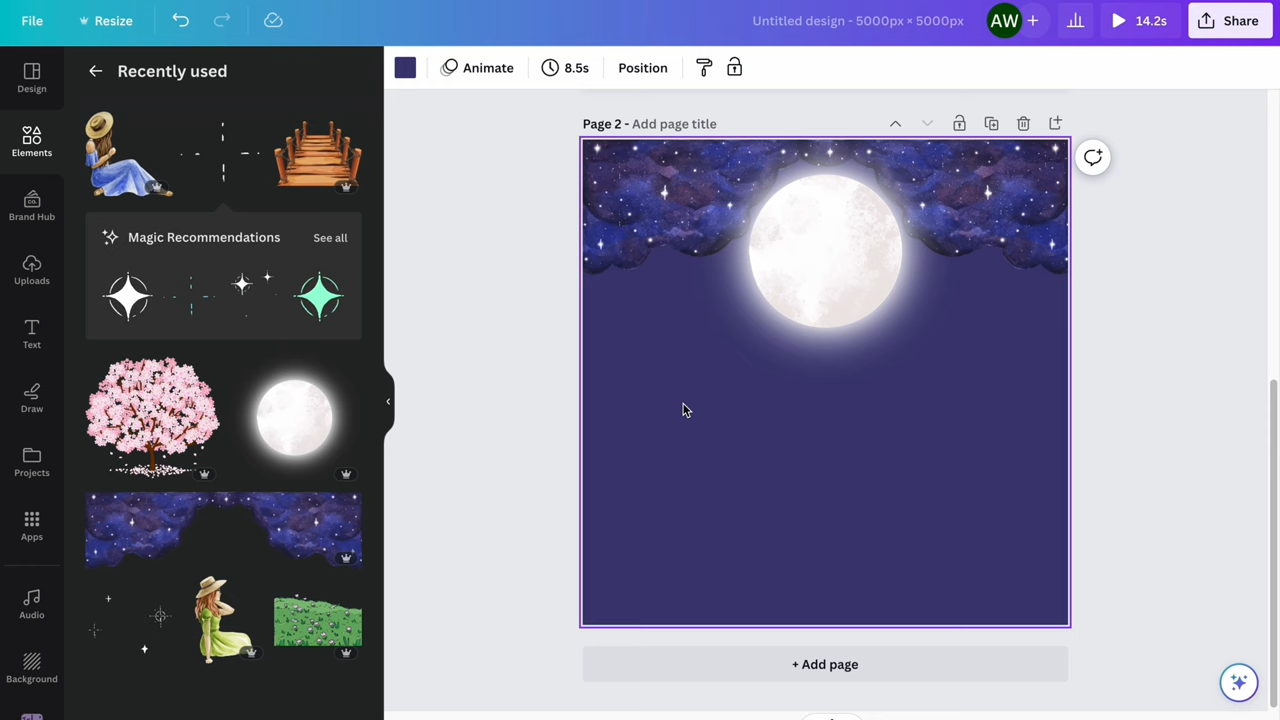 File
Resize
Untitled design - 5000px × 5000px
AW
+
14.2s
Share
Design
Elements
Brand Hub
CO.
Uploads
Text
Draw
Projects
Apps
Audio
Background
Recently used
Magic Recommendations
See all
Animate
8.5s
Position
Page 2 - Add page title
+ Add page